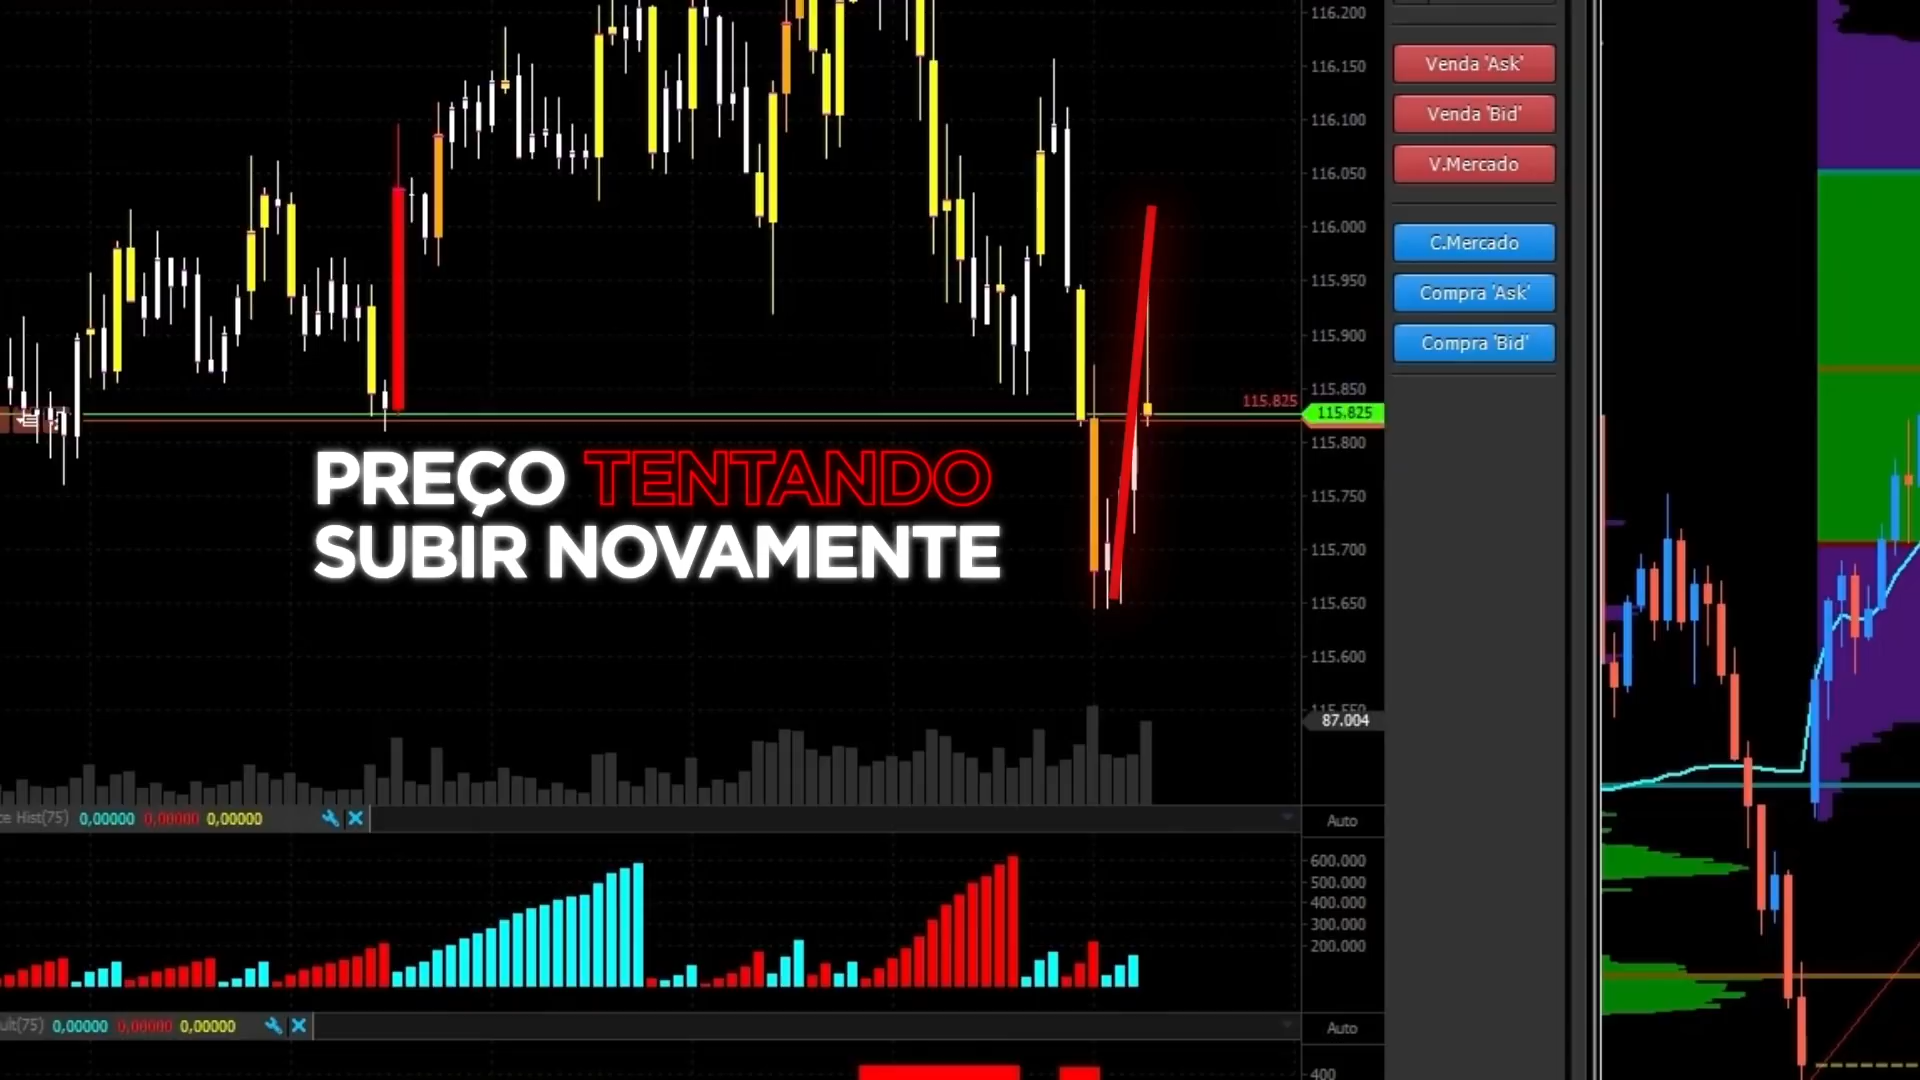 116.200
116.150
116.100
116.050
116.000
115.950
115.900
115.850
115.825
115.825
115.800
115.750
115.700
115.650
115.600
115.550
87.004
Venda 'Ask'
Venda 'Bid'
V.Mercado
C.Mercado
Compra 'Ask'
Compra 'Bid'
PREÇO TENTANDO
SUBIR NOVAMENTE
Hist(75) 0,00000 0,00000 0,00000
Auto
600.000
500.000
400.000
300.000
200.000
(75) 0,00000 0,00000 0,00000
Auto
400